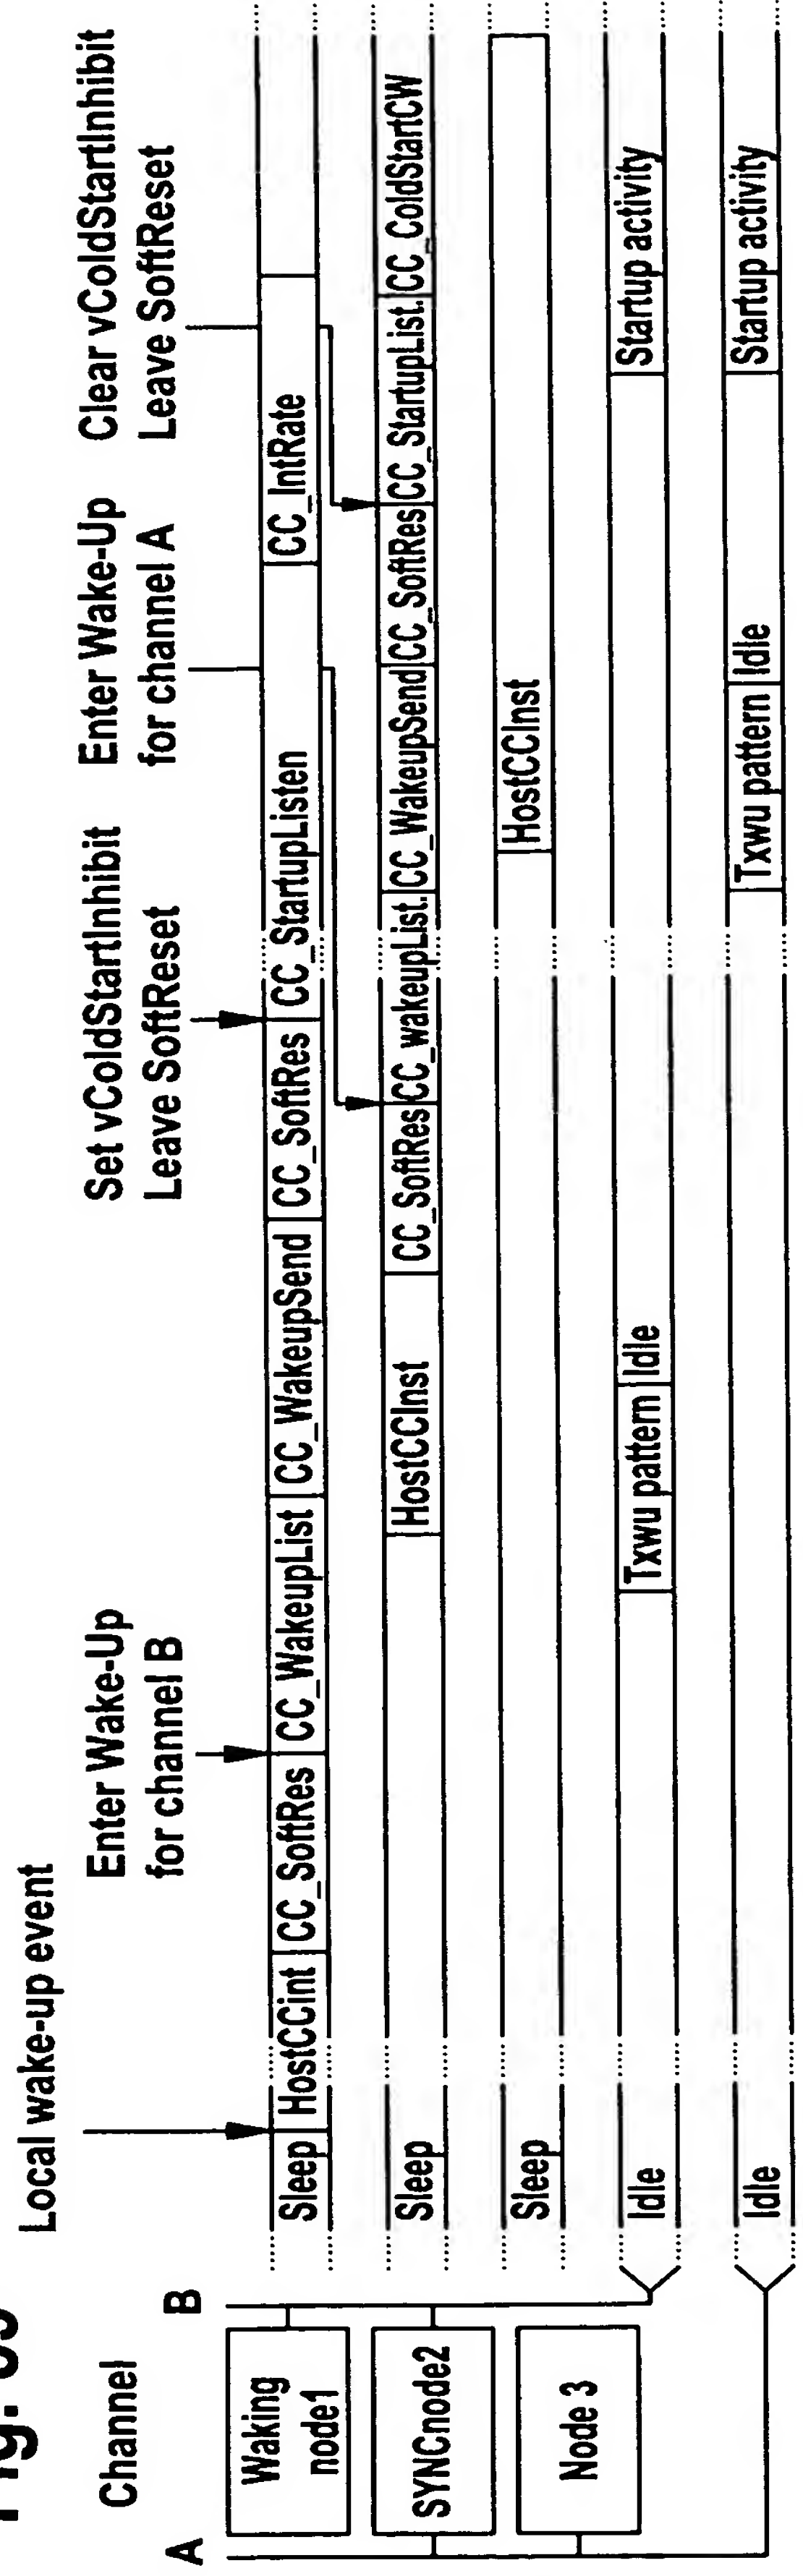 Local wake-up event
Enter Wake-Up
for channel B
Set vColdStartInhibit
Leave SoftReset
Enter Wake-Up
for channel A
Clear vColdStartInhibit
Leave SoftReset
Channel
A
B
Waking
node1
Sleep
HostCCint
CC_SoftRes
CC_WakeupList
CC_WakeupSend
CC_SoftRes
CC_StartupListen
CC_IntRate
SYNCnode2
Sleep
HostCCInst
CC_SoftRes
CC_wakeupList.
CC_WakeupSend
CC_SoftRes
CC_StartupList.
CC_ColdStartCW
Node 3
Sleep
HostCCInst
Idle
Txwu pattern
Idle
Startup activity
Idle
Txwu pattern
Idle
Startup activity